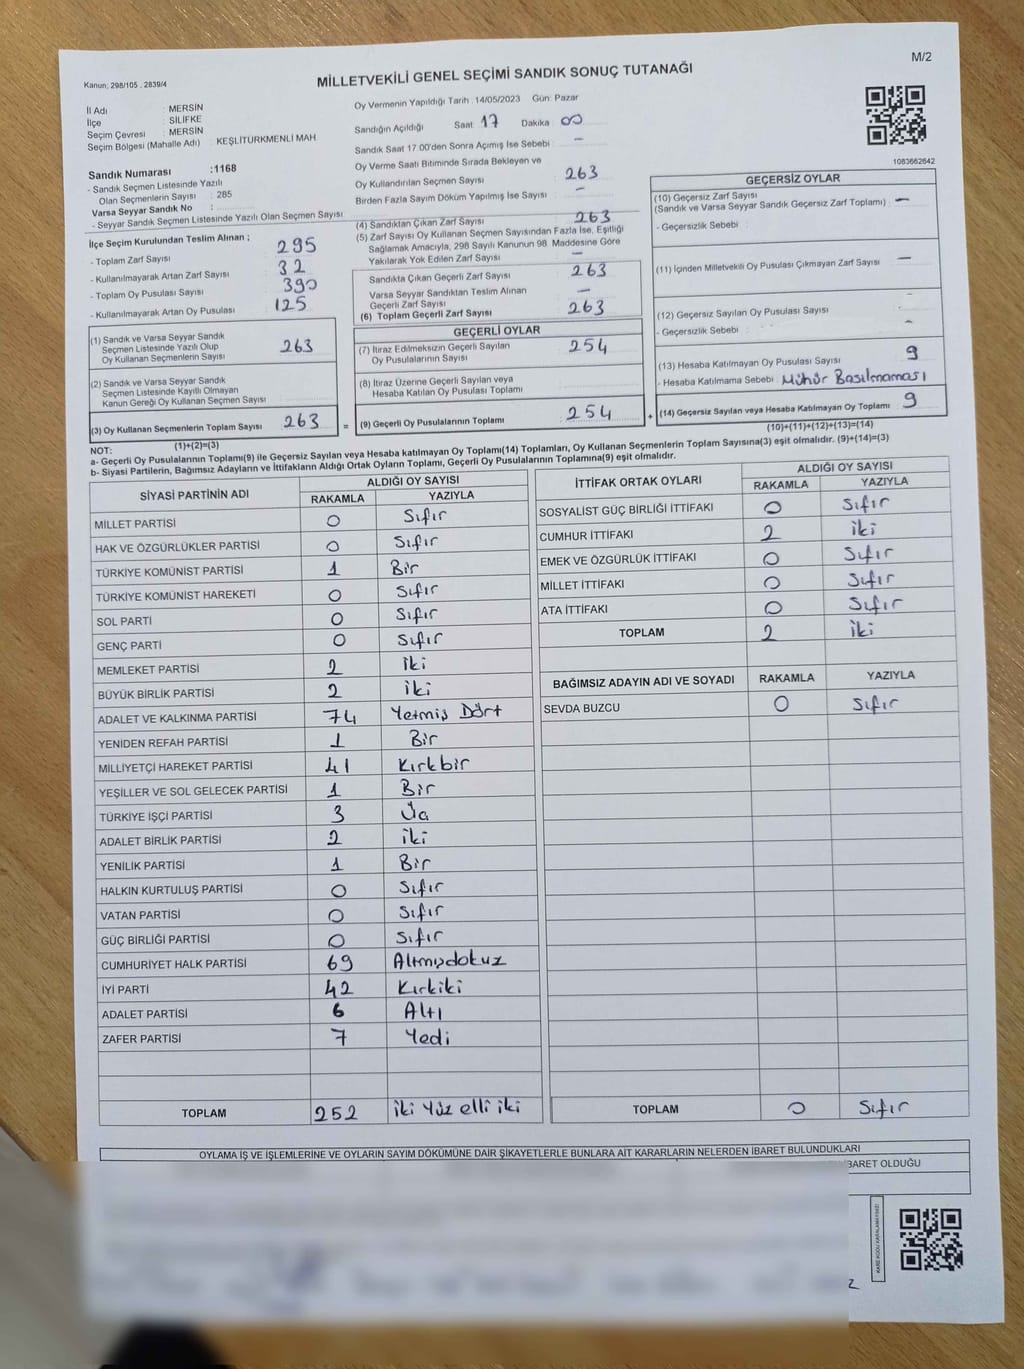 M/2
Kanun: 298/105 . 2839/4
MİLLETVEKİLİ GENEL SEÇİMİ SANDIK SONUÇ TUTANAĞI
İl Adı : MERSİN
İlçe : SİLİFKE
Seçim Çevresi : MERSİN
Seçim Bölgesi (Mahalle Adı) : KEŞLİTÜRKMENLİ MAH
Oy Vermenin Yapıldığı Tarih : 14/05/2023 Gün: Pazar
Sandığın Açıldığı Saat 17 Dakika 00
Sandık Saat 17.00'den Sonra Açımış İse Sebebi : —
Oy Verme Saati Bitiminde Sırada Bekleyen ve
Oy Kullandırılan Seçmen Sayısı 263
Birden Fazla Sayım Döküm Yapılmış İse Sayısı —
1083662642
Sandık Numarası :1168
- Sandık Seçmen Listesinde Yazılı
Olan Seçmenlerin Sayısı : 285
Varsa Seyyar Sandık No :
- Seyyar Sandık Seçmen Listesinde Yazılı Olan Seçmen Sayısı
İlçe Seçim Kurulundan Teslim Alınan ;
- Toplam Zarf Sayısı 295
- Kullanılmayarak Artan Zarf Sayısı 32
- Toplam Oy Pusulası Sayısı 390
- Kullanılmayarak Artan Oy Pusulası 125
(4) Sandıktan Çıkan Zarf Sayısı 263
(5) Zarf Sayısı Oy Kullanan Seçmen Sayısından Fazla İse, Eşitliği
Sağlamak Amacıyla, 298 Sayılı Kanunun 98. Maddesine Göre
Yakılarak Yok Edilen Zarf Sayısı —
Sandıkta Çıkan Geçerli Zarf Sayısı 263
Varsa Seyyar Sandıktan Teslim Alınan
Geçerli Zarf Sayısı —
(6) Toplam Geçerli Zarf Sayısı 263
GEÇERSİZ OYLAR
(10) Geçersiz Zarf Sayısı
(Sandık ve Varsa Seyyar Sandık Geçersiz Zarf Toplamı) —
- Geçersizlik Sebebi :
(11) İçinden Milletvekili Oy Pusulası Çıkmayan Zarf Sayısı —
(12) Geçersiz Sayılan Oy Pusulası Sayısı —
- Geçersizlik Sebebi —
(13) Hesaba Katılmayan Oy Pusulası Sayısı 9
- Hesaba Katılmama Sebebi Mühür Basılmaması
(14) Geçersiz Sayılan veya Hesaba Katılmayan Oy Toplamı 9
(10)+(11)+(12)+(13)=(14)
(1) Sandık ve Varsa Seyyar Sandık
Seçmen Listesinde Yazılı Olup
Oy Kullanan Seçmenlerin Sayısı 263
(2) Sandık ve Varsa Seyyar Sandık
Seçmen Listesinde Kayıtlı Olmayan
Kanun Gereği Oy Kullanan Seçmen Sayısı
(3) Oy Kullanan Seçmenlerin Toplam Sayısı 263 =
(1)+(2)=(3)
GEÇERLİ OYLAR
(7) İtiraz Edilmeksizin Geçerli Sayılan
Oy Pusulalarının Sayısı 254
(8) İtiraz Üzerine Geçerli Sayılan veya
Hesaba Katılan Oy Pusulası Toplamı
(9) Geçerli Oy Pusulalarının Toplamı 254 +
NOT:
a- Geçerli Oy Pusulalarının Toplamı(9) ile Geçersiz Sayılan veya Hesaba katılmayan Oy Toplamı(14) Toplamları, Oy Kullanan Seçmenlerin Toplam Sayısına(3) eşit olmalıdır. (9)+(14)=(3)
b- Siyasi Partilerin, Bağımsız Adayların ve İttifakların Aldığı Ortak Oyların Toplamı, Geçerli Oy Pusulalarının Toplamına(9) eşit olmalıdır.
SİYASİ PARTİNİN ADI ALDIĞI OY SAYISI
RAKAMLA YAZIYLA
MİLLET PARTİSİ 0 Sıfır
HAK VE ÖZGÜRLÜKLER PARTİSİ 0 Sıfır
TÜRKİYE KOMÜNİST PARTİSİ 1 Bir
TÜRKİYE KOMÜNİST HAREKETİ 0 Sıfır
SOL PARTİ 0 Sıfır
GENÇ PARTİ 0 Sıfır
MEMLEKET PARTİSİ 2 İki
BÜYÜK BİRLİK PARTİSİ 2 İki
ADALET VE KALKINMA PARTİSİ 74 Yetmiş Dört
YENİDEN REFAH PARTİSİ 1 Bir
MİLLİYETÇİ HAREKET PARTİSİ 41 Kırkbir
YEŞİLLER VE SOL GELECEK PARTİSİ 1 Bir
TÜRKİYE İŞÇİ PARTİSİ 3 Üç
ADALET BİRLİK PARTİSİ 2 İki
YENİLİK PARTİSİ 1 Bir
HALKIN KURTULUŞ PARTİSİ 0 Sıfır
VATAN PARTİSİ 0 Sıfır
GÜÇ BİRLİĞİ PARTİSİ 0 Sıfır
CUMHURİYET HALK PARTİSİ 69 Altmışdokuz
İYİ PARTİ 42 Kırkiki
ADALET PARTİSİ 6 Altı
ZAFER PARTİSİ 7 Yedi
TOPLAM 252 İki Yüz elli iki
İTTİFAK ORTAK OYLARI ALDIĞI OY SAYISI
RAKAMLA YAZIYLA
SOSYALİST GÜÇ BİRLİĞİ İTTİFAKI 0 Sıfır
CUMHUR İTTİFAKI 2 İki
EMEK VE ÖZGÜRLÜK İTTİFAKI 0 Sıfır
MİLLET İTTİFAKI 0 Sıfır
ATA İTTİFAKI 0 Sıfır
TOPLAM 2 İki
BAĞIMSIZ ADAYIN ADI VE SOYADI RAKAMLA YAZIYLA
SEVDA BUZCU 0 Sıfır
TOPLAM 0 Sıfır
OYLAMA İŞ VE İŞLEMLERİNE VE OYLARIN SAYIM DÖKÜMÜNE DAİR ŞİKAYETLERLE BUNLARA AİT KARARLARIN NELERDEN İBARET BULUNDUKLARI
İBARET OLDUĞU